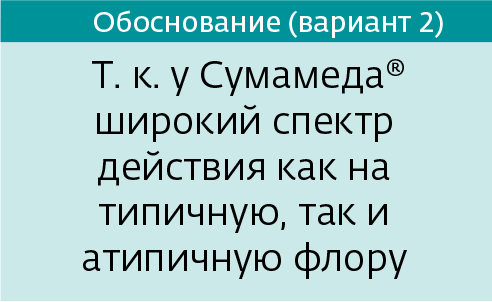 Обоснование (вариант 2)
Т. к. у Сумамеда®
широкий спектр
действия как на
типичную, так и
атипичную флору